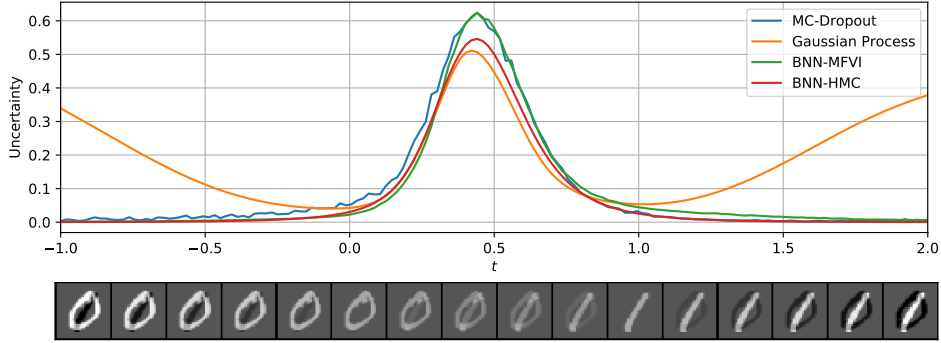 0.6
0.5
0.4
0.3
0.2
0.1
0.0
Uncertainty
MC-Dropout
Gaussian Process
BNN-MFVI
BNN-HMC
−1.0 −0.5 0.0 0.5 1.0 1.5 2.0
t